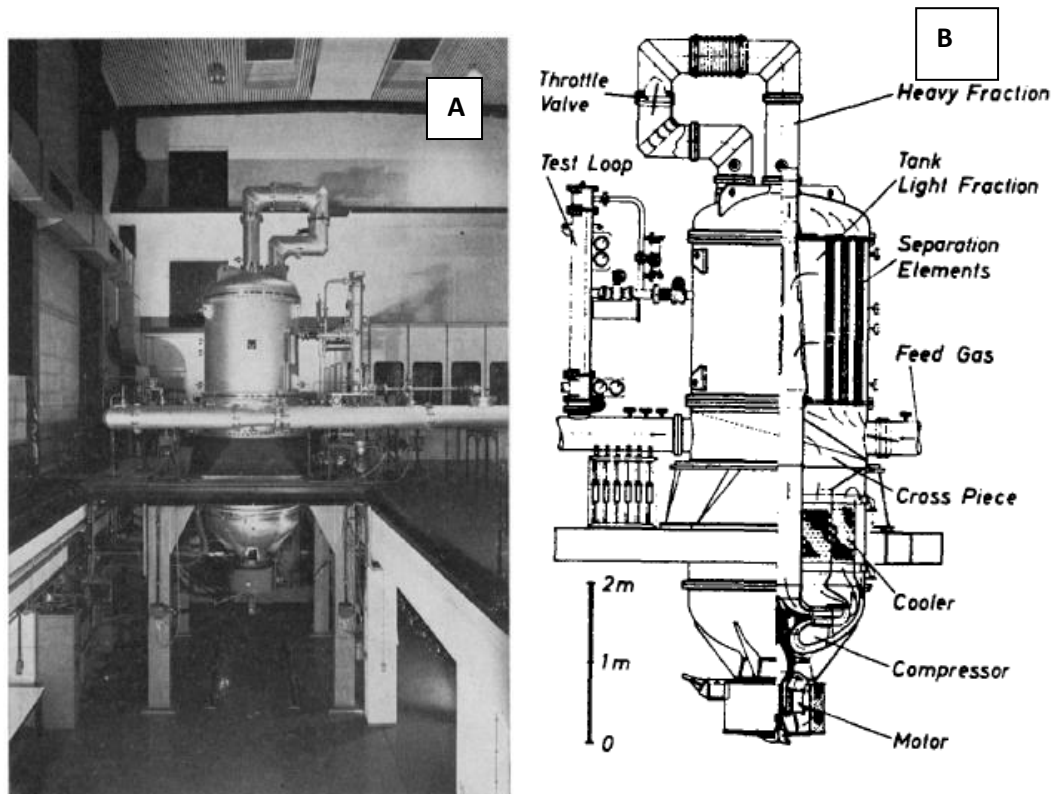 A
B
Throttle
Valve
Heavy Fraction
Test Loop
Tank
Light Fraction
Separation
Elements
Feed Gas
Cross Piece
2m
Cooler
1m
Compressor
0
Motor